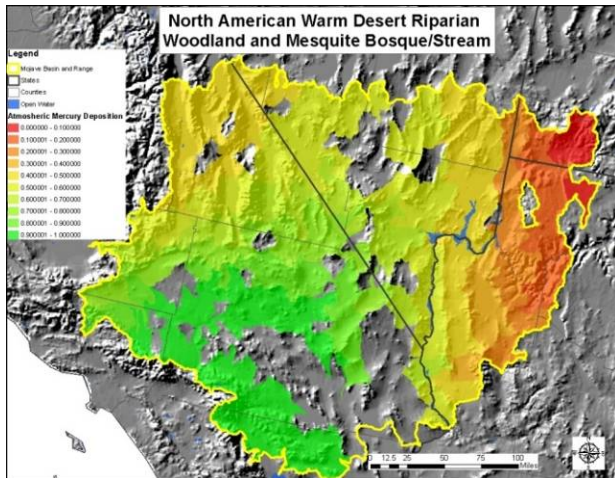 North American Warm Desert Riparian
Woodland and Mesquite Bosque/Stream
Legend
Mojave Basin and Range
States
Counties
Open Water
Atmosheric Mercury Deposition
0.000000 - 0.100000
0.100001 - 0.200000
0.200001 - 0.300000
0.300001 - 0.400000
0.400001 - 0.500000
0.500001 - 0.600000
0.600001 - 0.700000
0.700001 - 0.800000
0.800001 - 0.900000
0.900001 - 1.000000
0 12.5 25 50 75 100
Miles